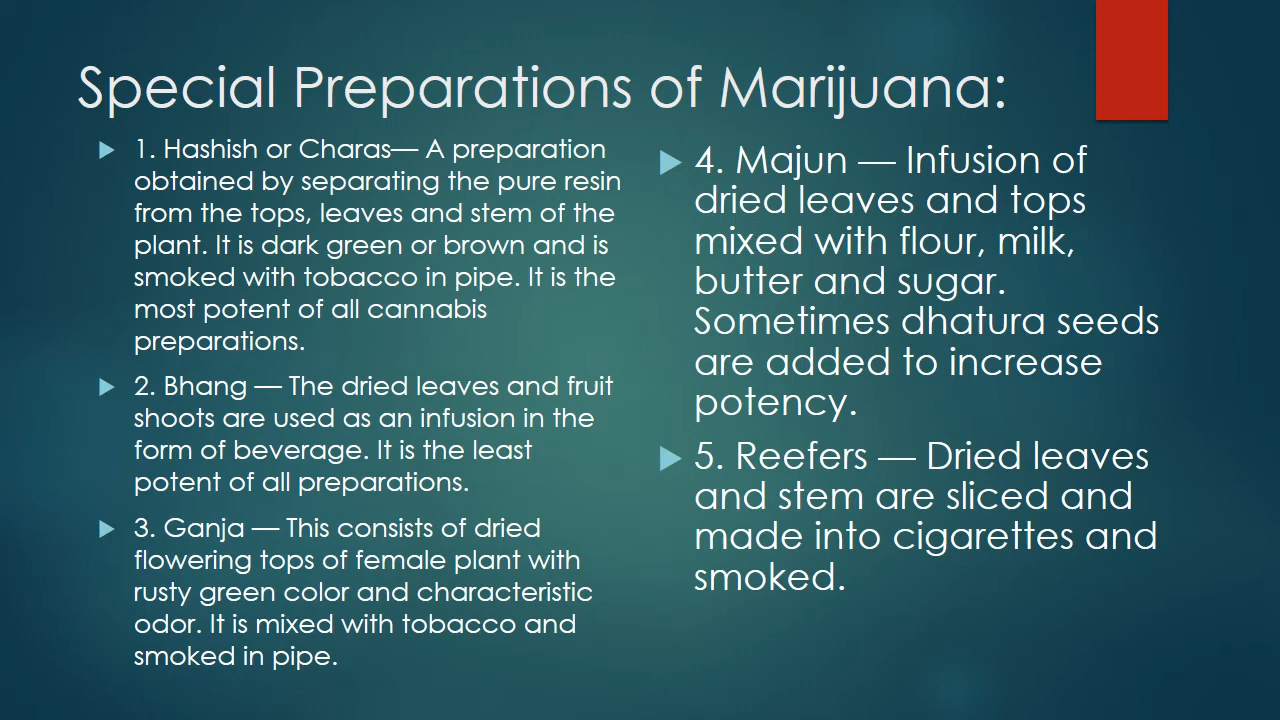 Special Preparations of Marijuana:
1. Hashish or Charas— A preparation
obtained by separating the pure resin
from the tops, leaves and stem of the
plant. It is dark green or brown and is
smoked with tobacco in pipe. It is the
most potent of all cannabis
preparations.
2. Bhang — The dried leaves and fruit
shoots are used as an infusion in the
form of beverage. It is the least
potent of all preparations.
3. Ganja — This consists of dried
flowering tops of female plant with
rusty green color and characteristic
odor. It is mixed with tobacco and
smoked in pipe.
4. Majun — Infusion of
dried leaves and tops
mixed with flour, milk,
butter and sugar.
Sometimes dhatura seeds
are added to increase
potency.
5. Reefers — Dried leaves
and stem are sliced and
made into cigarettes and
smoked.